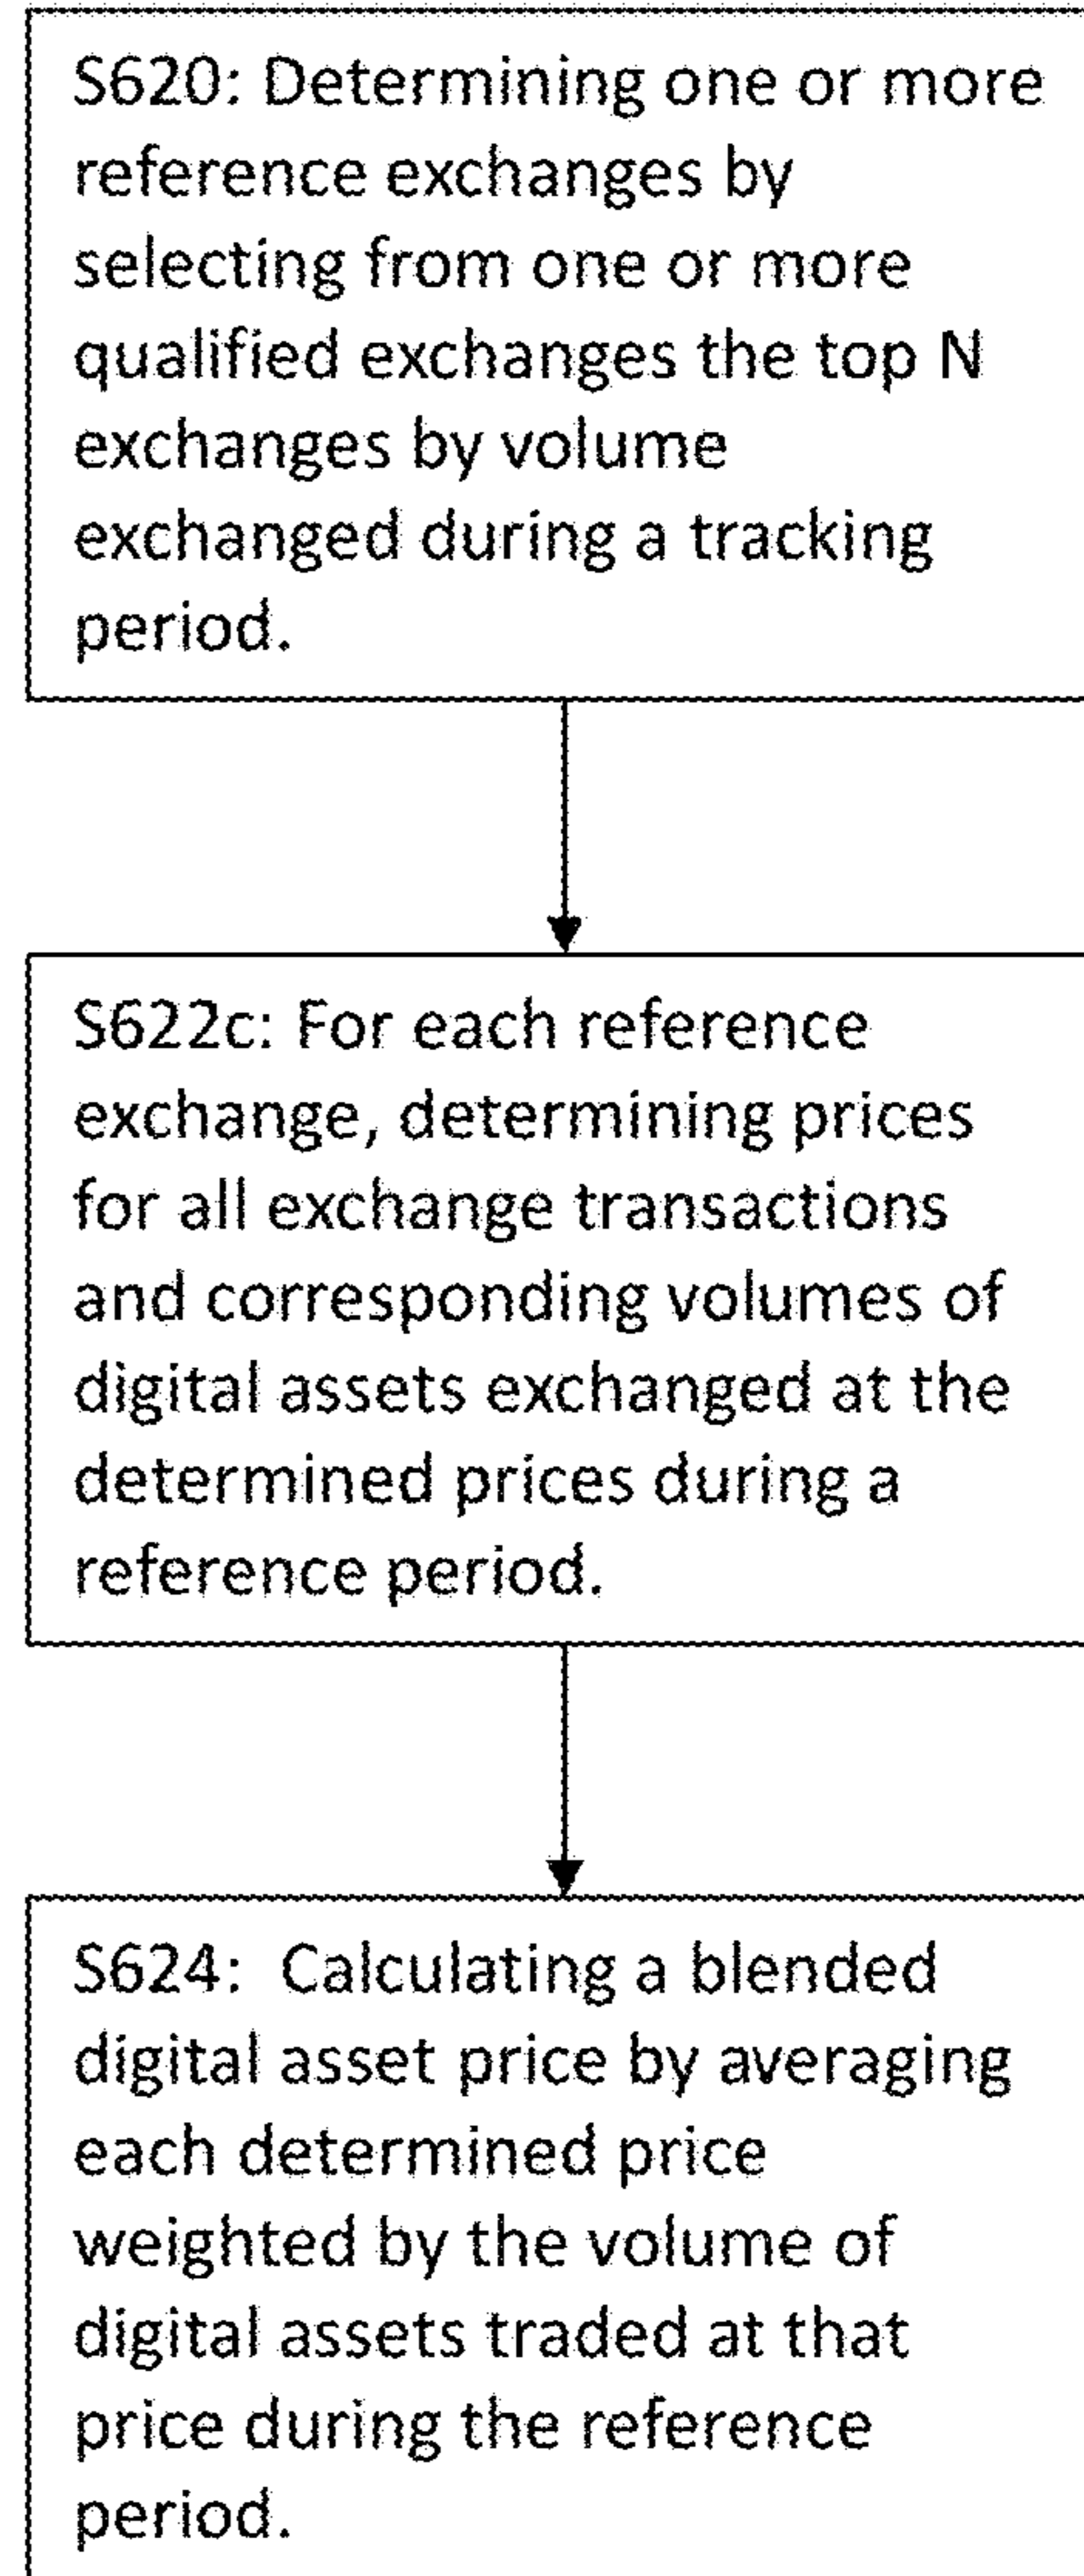 S620: Determining one or more
reference exchanges by
selecting from one or more
qualified exchanges the top N
exchanges by volume
exchanged during a tracking
period.
S622c: For each reference
exchange, determining prices
for all exchange transactions
and corresponding volumes of
digital assets exchanged at the
determined prices during a
reference period.
S624: Calculating a blended
digital asset price by averaging
each determined price
weighted by the volume of
digital assets traded at that
price during the reference
period.